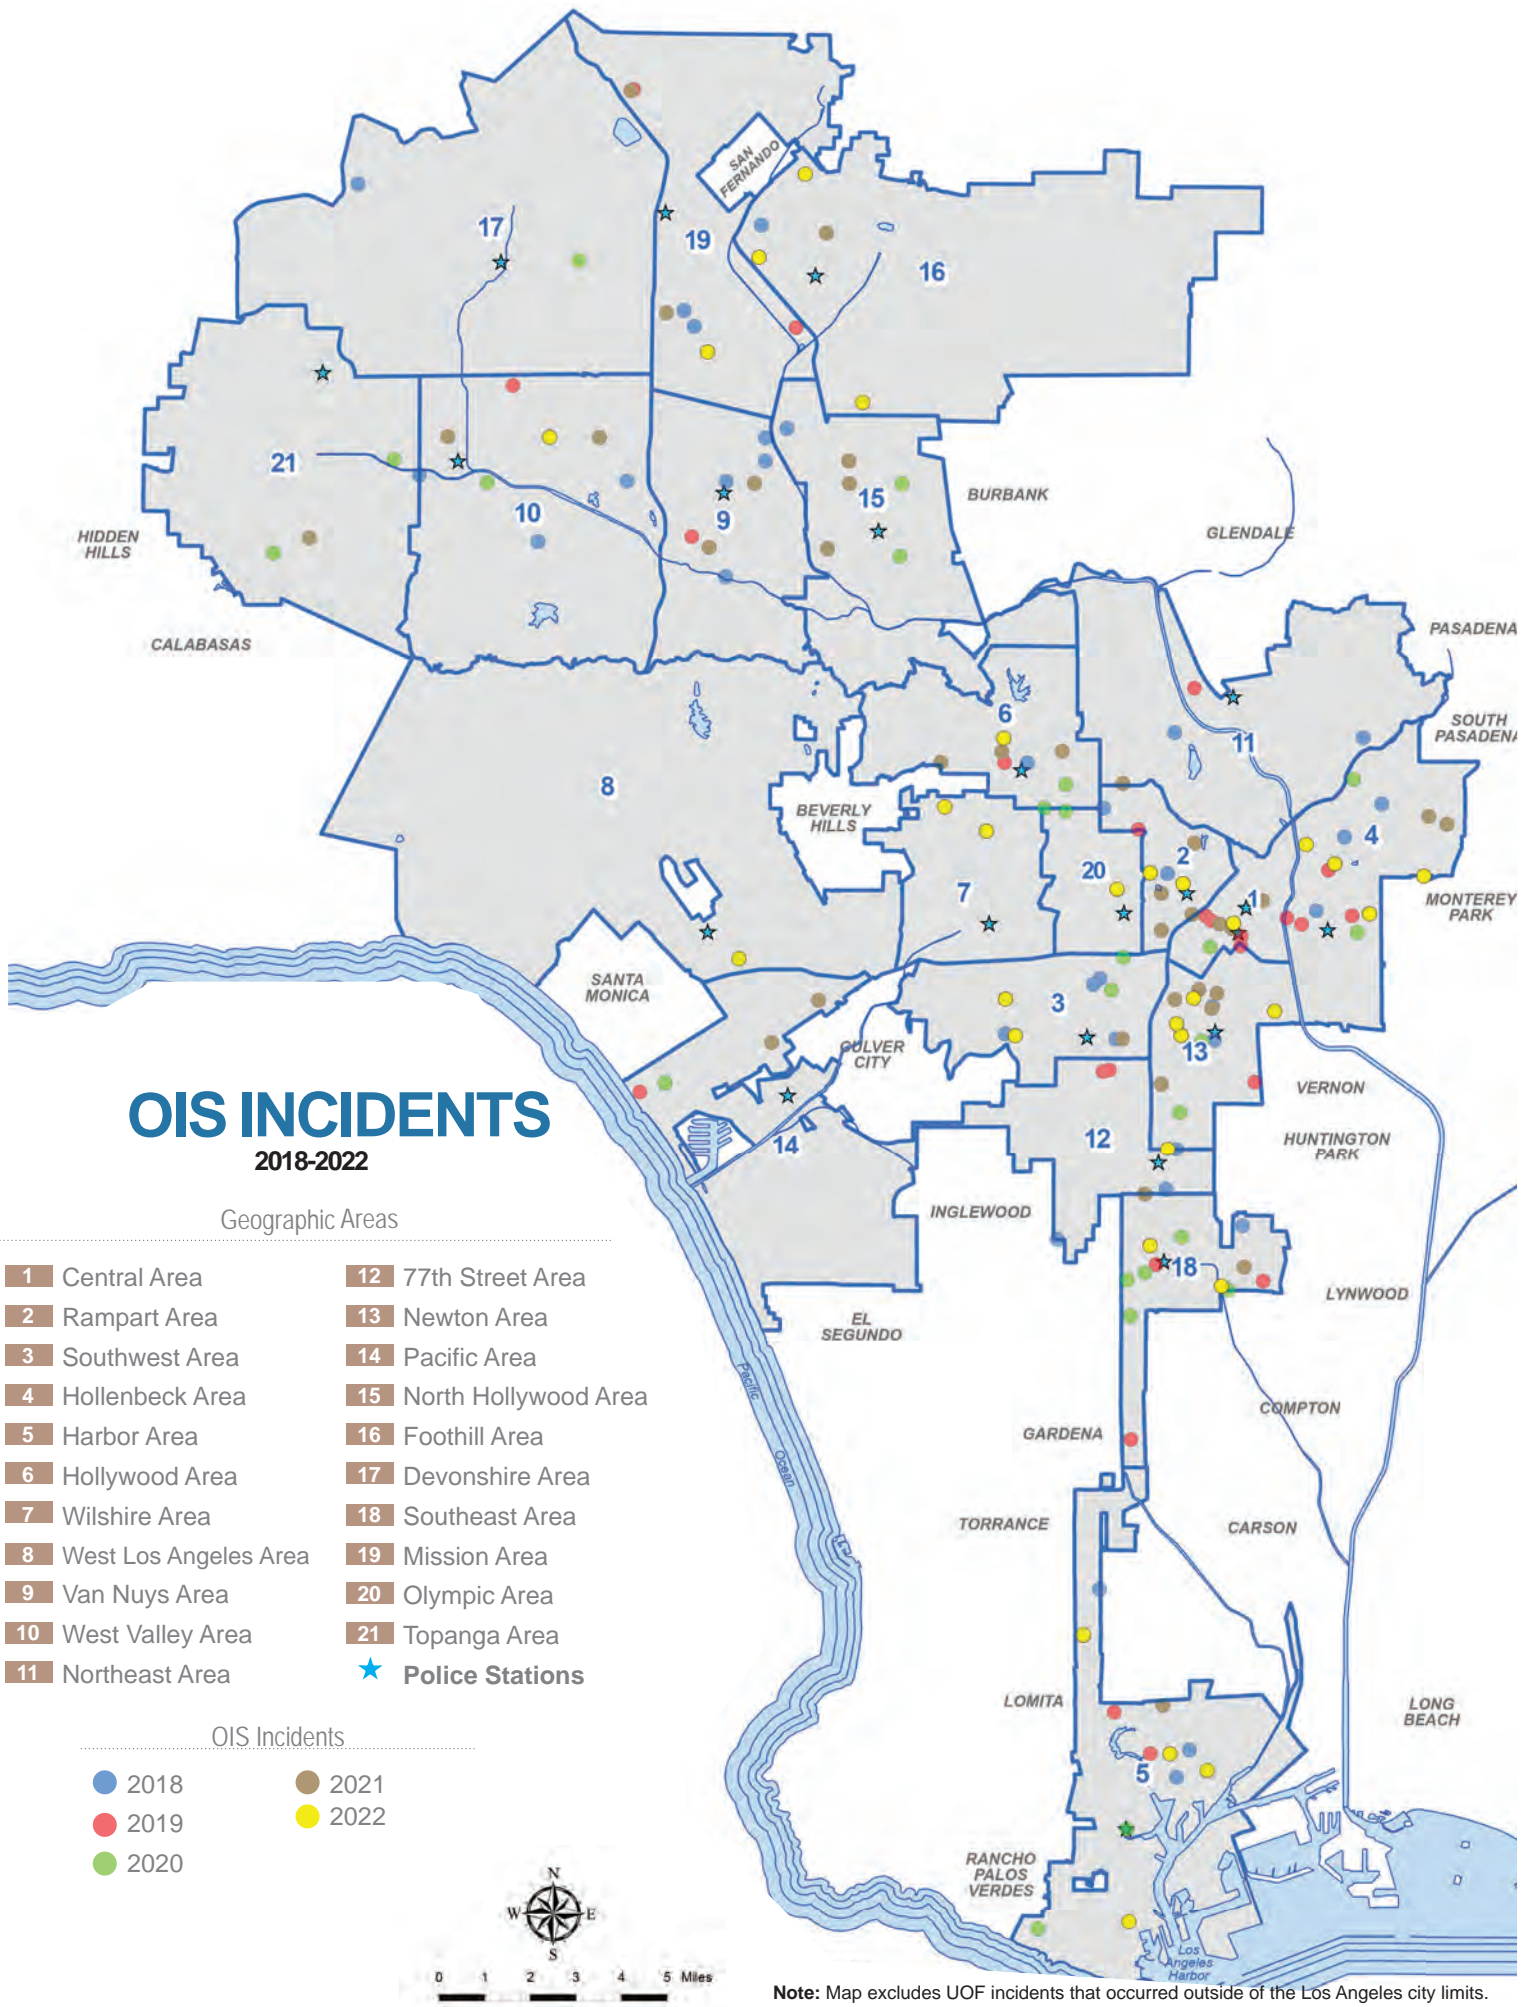 SAN
FERNANDO
17
19
16
21
10
9
15
BURBANK
GLENDALE
HIDDEN
HILLS
CALABASAS
PASADENA
SOUTH
PASADENA
6
11
8
BEVERLY
HILLS
4
2
20
7
1
MONTEREY
PARK
SANTA
MONICA
3
CULVER
CITY
13
VERNON
12
HUNTINGTON
PARK
14
INGLEWOOD
18
LYNWOOD
EL
SEGUNDO
Pacific
Ocean
COMPTON
GARDENA
TORRANCE
CARSON
LOMITA
LONG
BEACH
5
RANCHO
PALOS
VERDES
Los
Angeles
Harbor
OIS INCIDENTS
2018-2022
Geographic Areas
1 Central Area
2 Rampart Area
3 Southwest Area
4 Hollenbeck Area
5 Harbor Area
6 Hollywood Area
7 Wilshire Area
8 West Los Angeles Area
9 Van Nuys Area
10 West Valley Area
11 Northeast Area
12 77th Street Area
13 Newton Area
14 Pacific Area
15 North Hollywood Area
16 Foothill Area
17 Devonshire Area
18 Southeast Area
19 Mission Area
20 Olympic Area
21 Topanga Area
Police Stations
OIS Incidents
2018
2019
2020
2021
2022
N
W E
S
0 1 2 3 4 5 Miles
Note: Map excludes UOF incidents that occurred outside of the Los Angeles city limits.